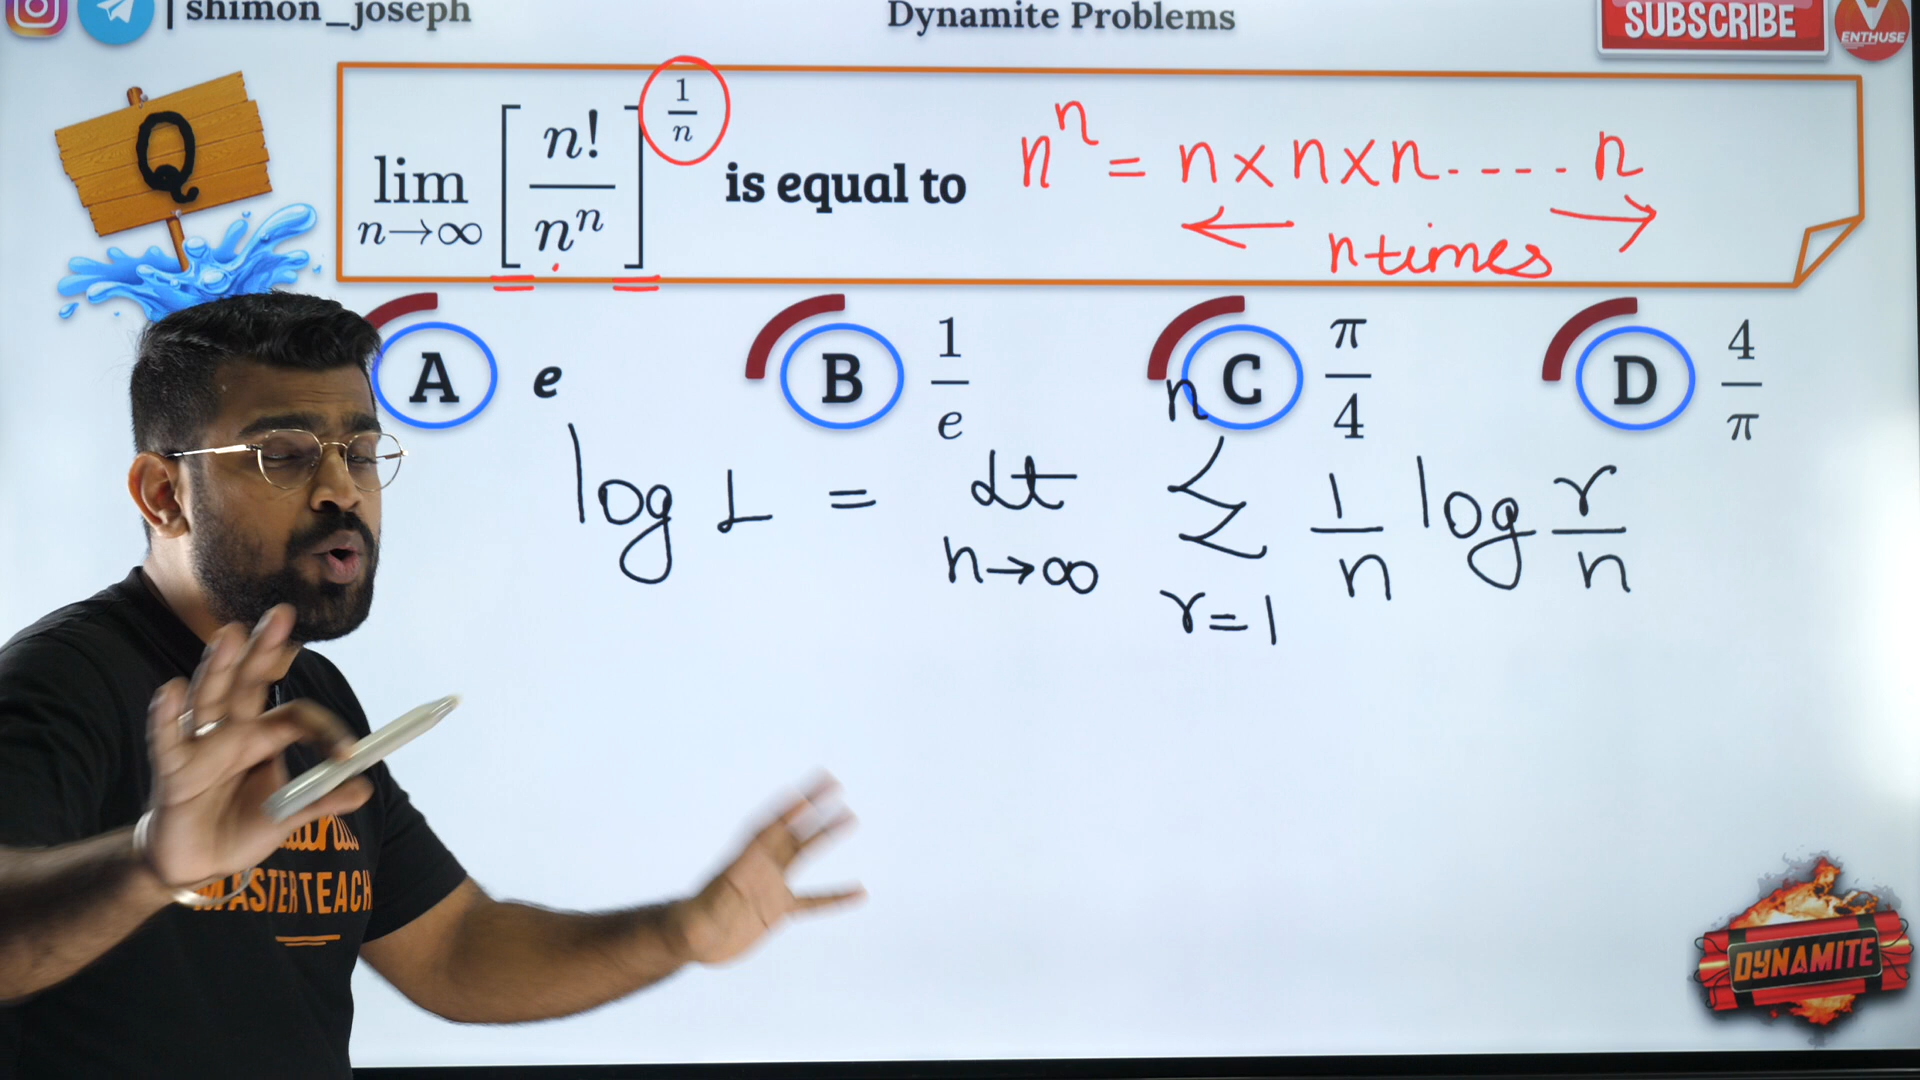 | shimon_joseph
Dynamite Problems
SUBSCRIBE
ENTHUSE
Q
lim n→∞ [n!/n^n]^(1/n) is equal to
n^n = n×n×n-----n
n times
A e
B 1/e
C π/4
D 4/π
log L = dt n→∞ n Σ r=1 1/n log r/n
MASTERTEACH
DYNAMITE